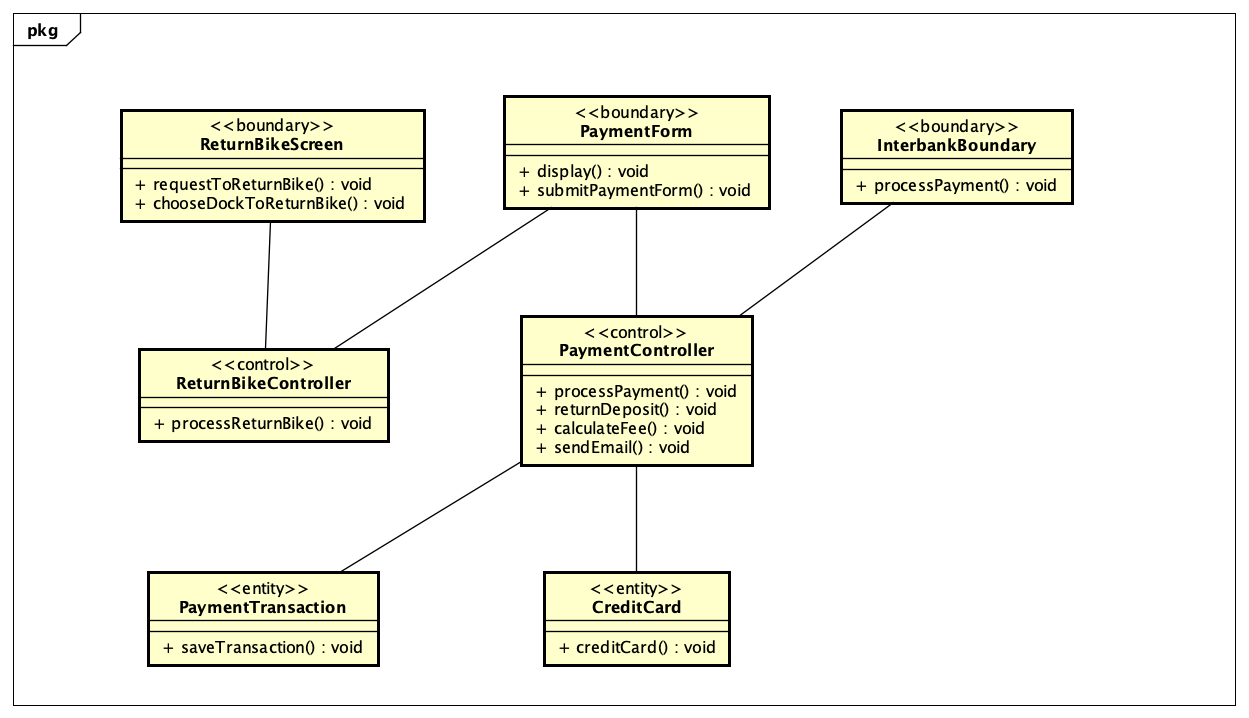 pkg
<<boundary>>
ReturnBikeScreen
+ requestToReturnBike() : void
+ chooseDockToReturnBike() : void
<<boundary>>
PaymentForm
+ display() : void
+ submitPaymentForm() : void
<<boundary>>
InterbankBoundary
+ processPayment() : void
<<control>>
ReturnBikeController
+ processReturnBike() : void
<<control>>
PaymentController
+ processPayment() : void
+ returnDeposit() : void
+ calculateFee() : void
+ sendEmail() : void
<<entity>>
PaymentTransaction
+ saveTransaction() : void
<<entity>>
CreditCard
+ creditCard() : void